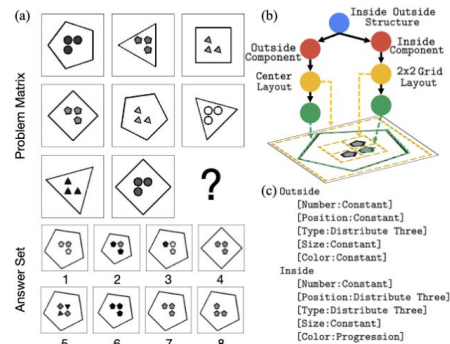 (a)
Problem Matrix
?
Answer Set
1 2 3 4
5 6 7 8
(b)
Inside Outside
Structure
Outside
Component
Inside
Component
Center
Layout
2x2 Grid
Layout
(c)
Outside
[Number:Constant]
[Position:Constant]
[Type:Distribute Three]
[Size:Constant]
[Color:Constant]
Inside
[Number:Constant]
[Position:Distribute Three]
[Type:Distribute Three]
[Size:Constant]
[Color:Progression]